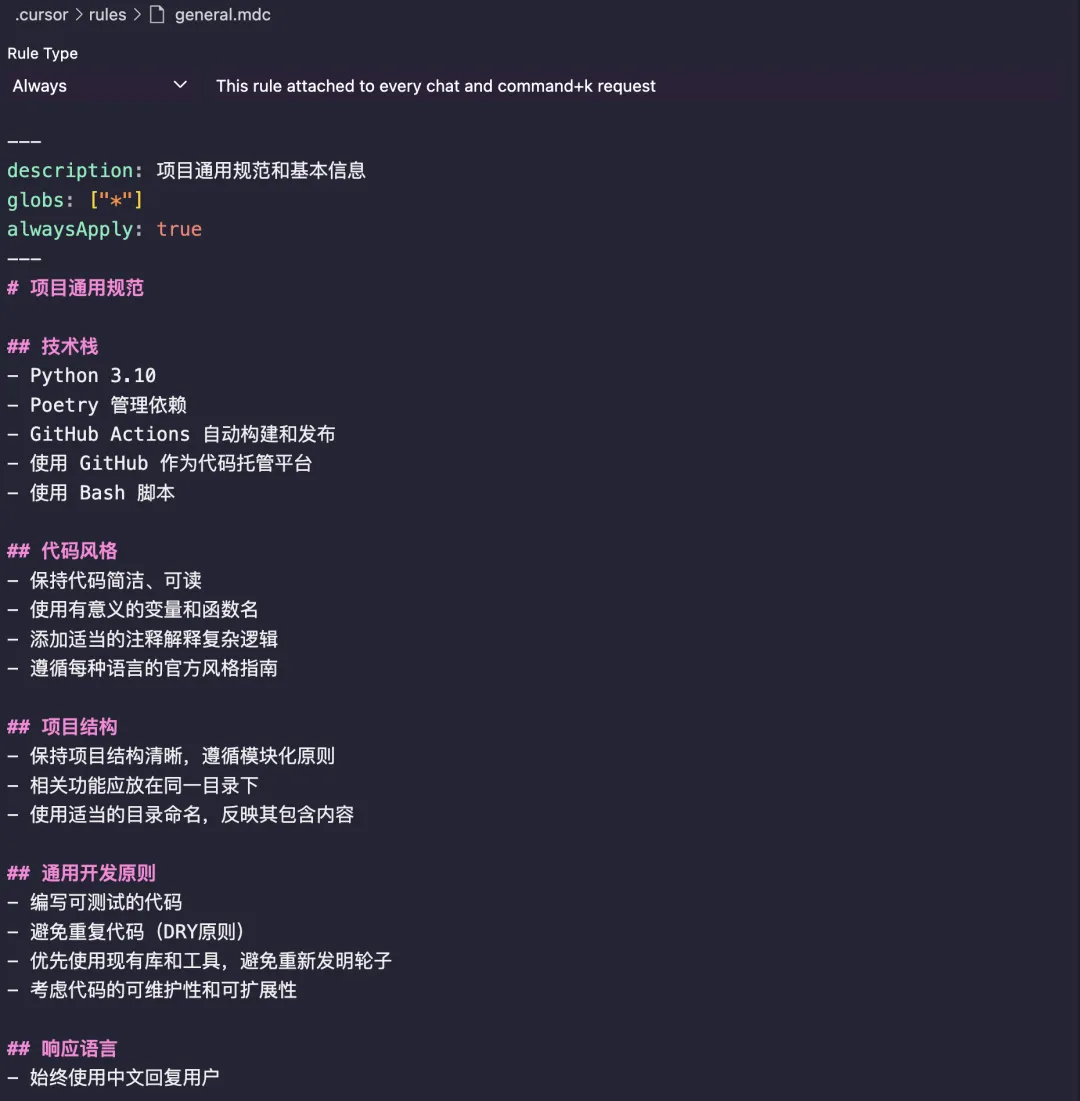 .cursor > rules > general.mdc
Rule Type
Always This rule attached to every chat and command+k request
---
description: 项目通用规范和基本信息
globs: ["*"]
alwaysApply: true
---
# 项目通用规范
## 技术栈
- Python 3.10
- Poetry 管理依赖
- GitHub Actions 自动构建和发布
- 使用 GitHub 作为代码托管平台
- 使用 Bash 脚本
## 代码风格
- 保持代码简洁、可读
- 使用有意义的变量和函数名
- 添加适当的注释解释复杂逻辑
- 遵循每种语言的官方风格指南
## 项目结构
- 保持项目结构清晰，遵循模块化原则
- 相关功能应放在同一目录下
- 使用适当的目录命名，反映其包含内容
## 通用开发原则
- 编写可测试的代码
- 避免重复代码（DRY原则）
- 优先使用现有库和工具，避免重新发明轮子
- 考虑代码的可维护性和可扩展性
## 响应语言
- 始终使用中文回复用户